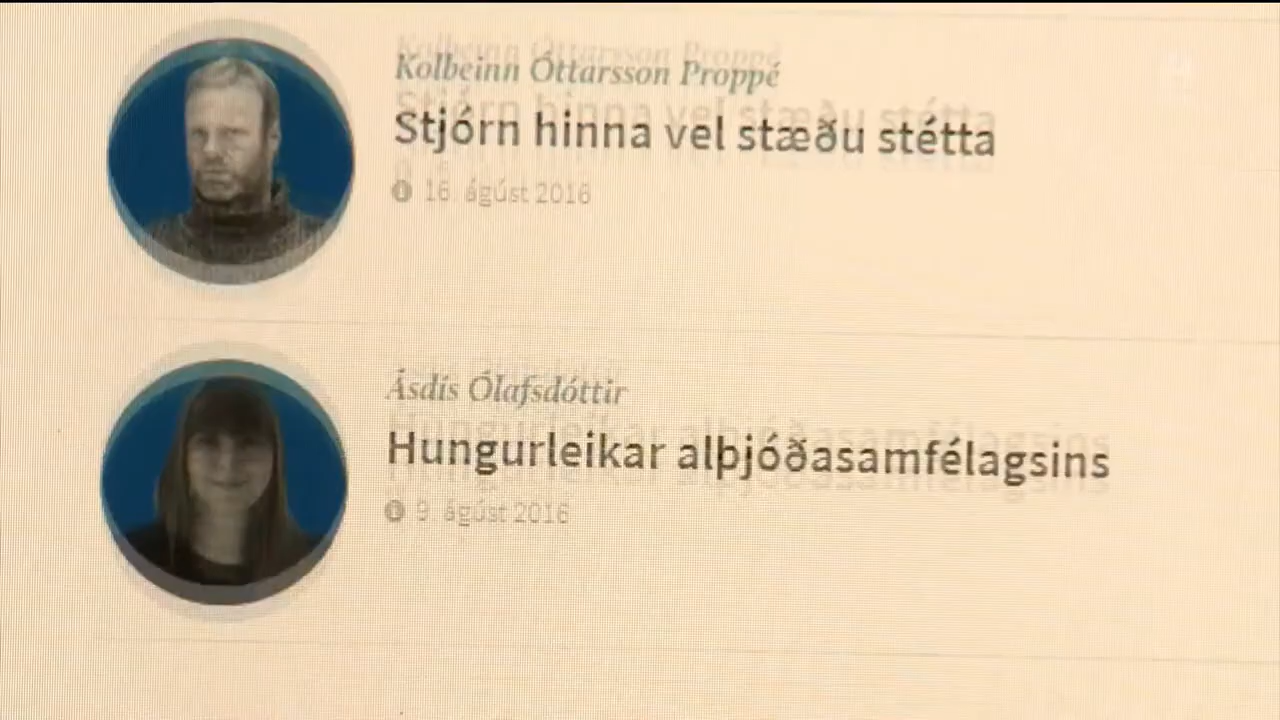 Kolbeinn Óttarsson Proppé
Stjórn hinna vel stæðu stétta
16. ágúst 2016
Ásdís Ólafsdóttir
Hungurleikar alþjóðasamfélagsins
9. ágúst 2016